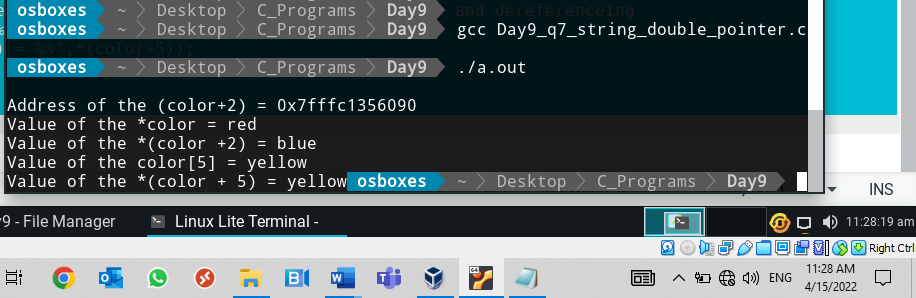 osboxes ~ Desktop C_Programs Day9 and dereferenceing
osboxes ~ Desktop C_Programs Day9 gcc Day9_q7_string_double_pointer.c
= %s",*(color+5));
osboxes ~ Desktop C_Programs Day9 ./a.out
Address of the (color+2) = 0x7fffc1356090
Value of the *color = red
Value of the *(color +2) = blue
Value of the color[5] = yellow
Value of the *(color + 5) = yellow osboxes ~ Desktop C_Programs Day9
INS
9 - File Manager Linux Lite Terminal - 11:28:19 am
Right Ctrl
ENG 11:28 AM
4/15/2022